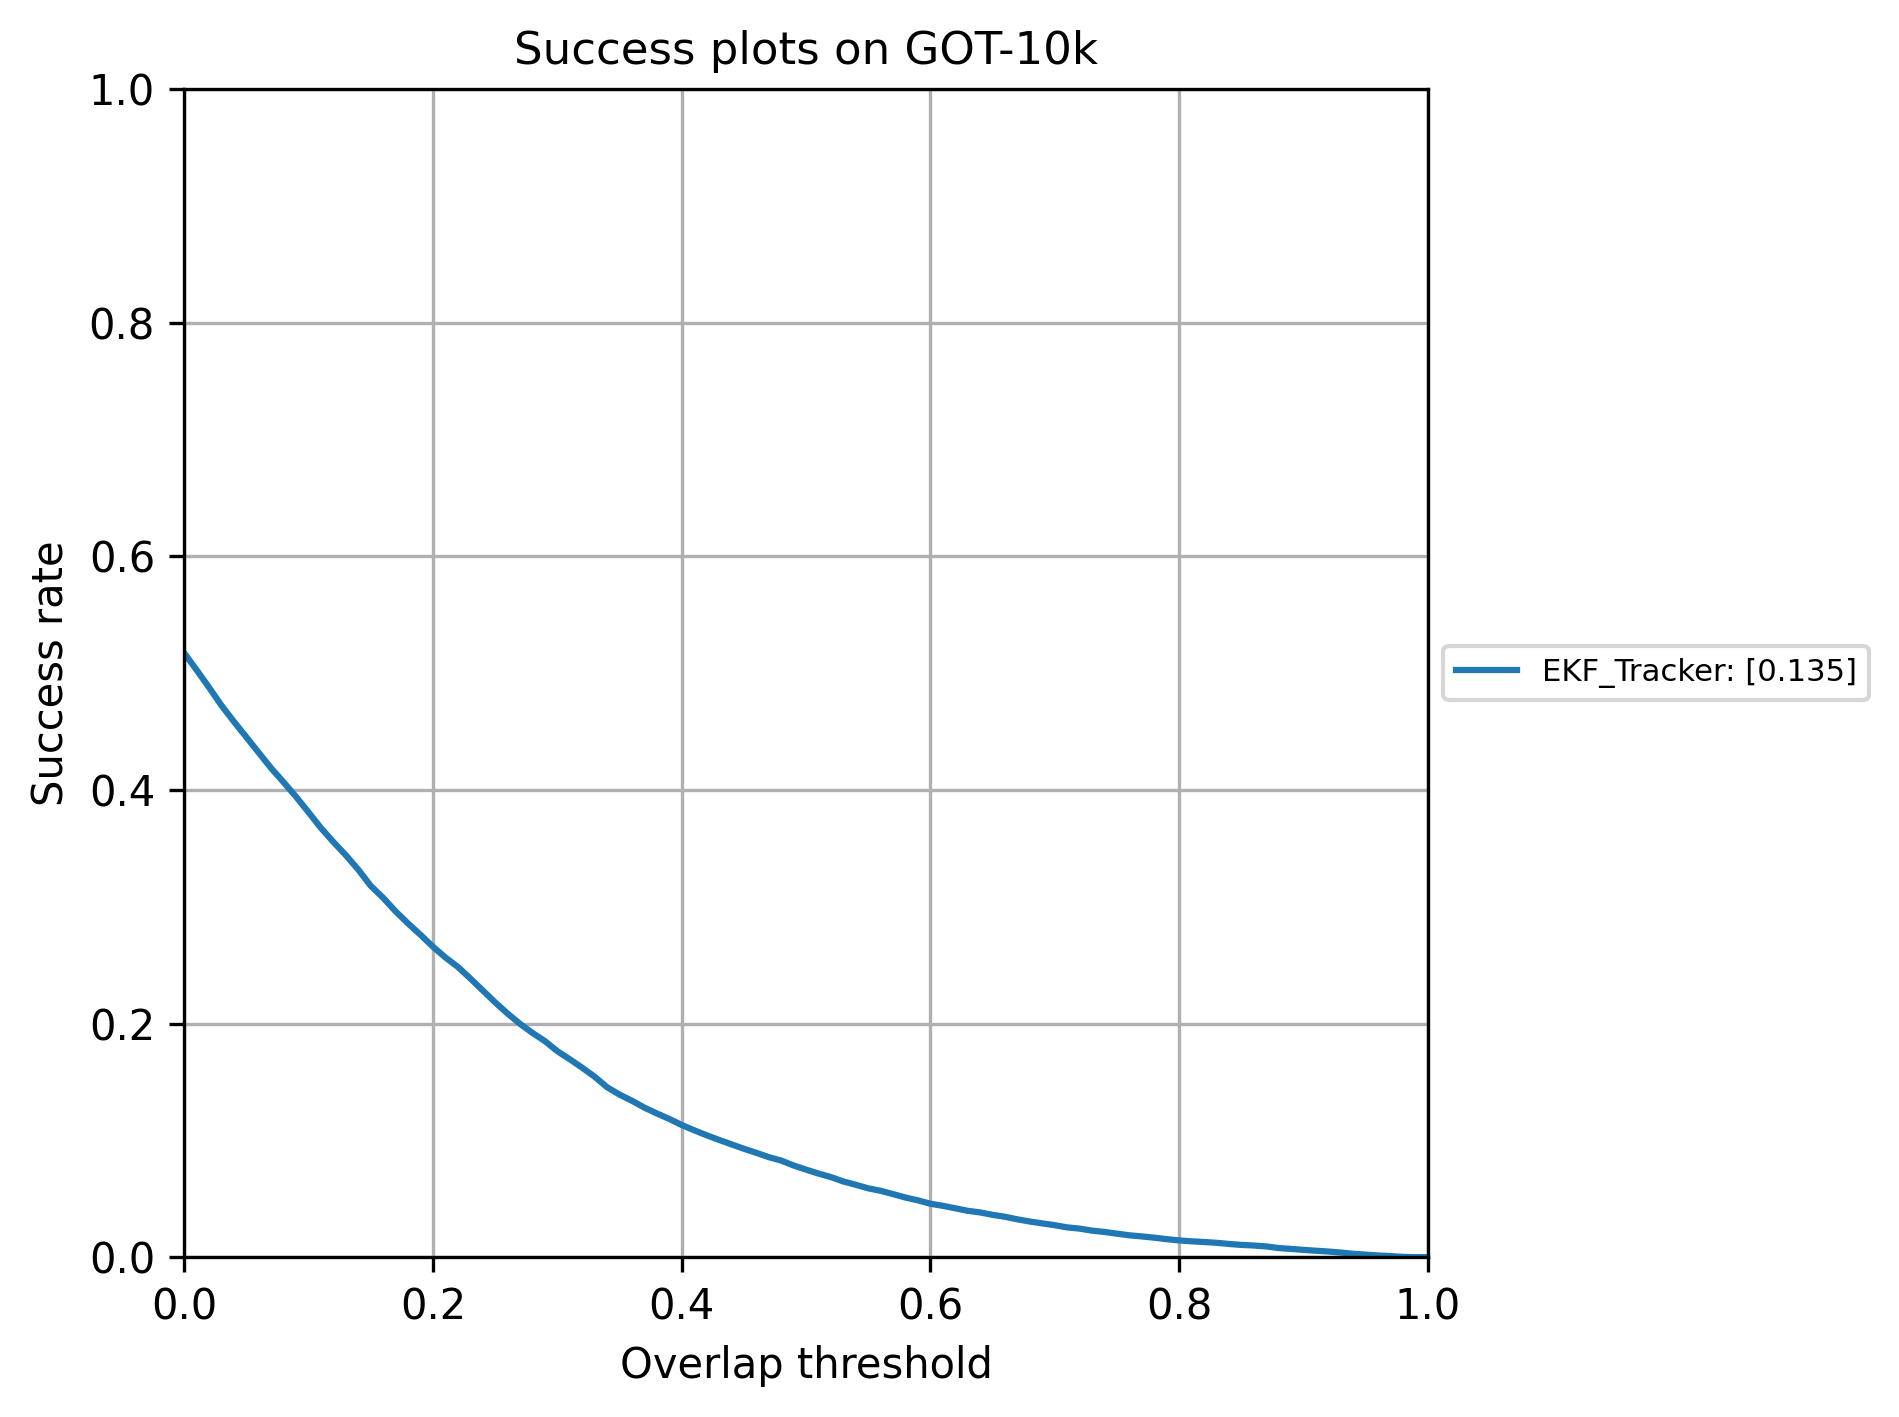 Success plots on GOT-10k
1.0
0.8
0.6
0.4
0.2
0.0
Success rate
0.0 0.2 0.4 0.6 0.8 1.0
Overlap threshold
EKF_Tracker: [0.135]